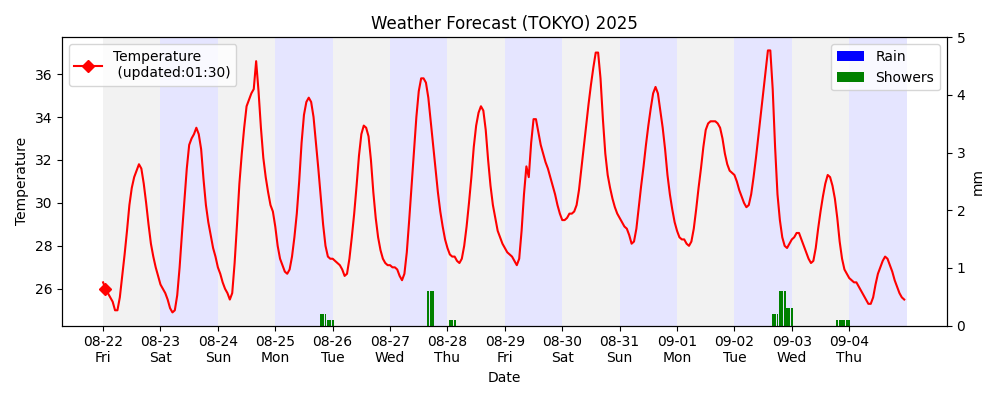 Weather Forecast (TOKYO) 2025
Temperature
(updated:01:30)
Rain
Showers
Temperature
36
34
32
30
28
26
5
4
3
2
1
0
mm
08-22 08-23 08-24 08-25 08-26 08-27 08-28 08-29 08-30 08-31 09-01 09-02 09-03 09-04
Fri Sat Sun Mon Tue Wed Thu Fri Sat Sun Mon Tue Wed Thu
Date